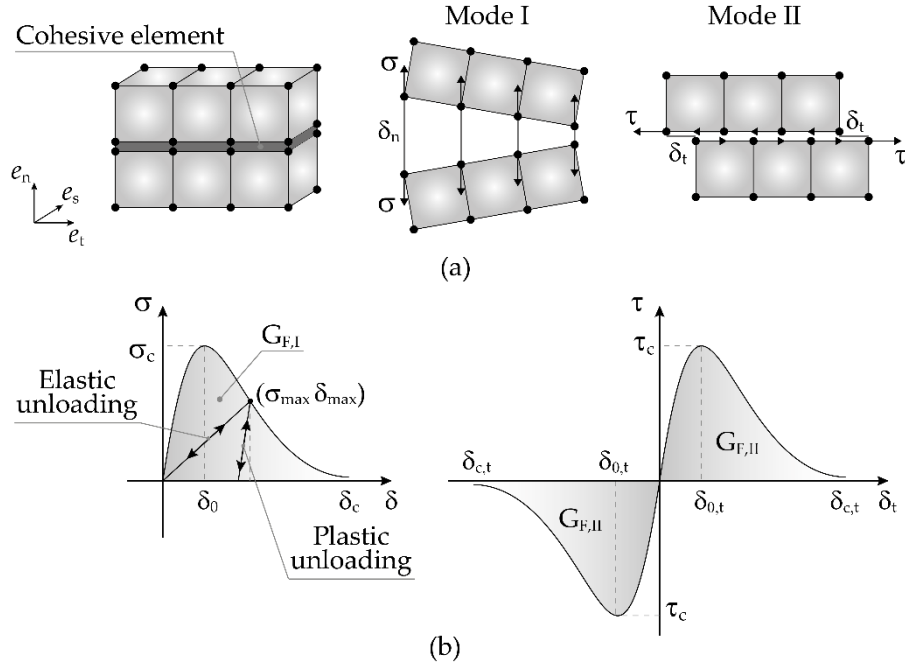 Cohesive element
Mode I
Mode II
σ
δn
σ
τ
δt
δt
τ
en
es
et
(a)
σ
σc
GF,I
Elastic
unloading
(σmax δmax)
δ0
δc
δ
Plastic
unloading
τ
τc
GF,II
δc,t
δ0,t
δ0,t
δc,t
δt
GF,II
τc
(b)